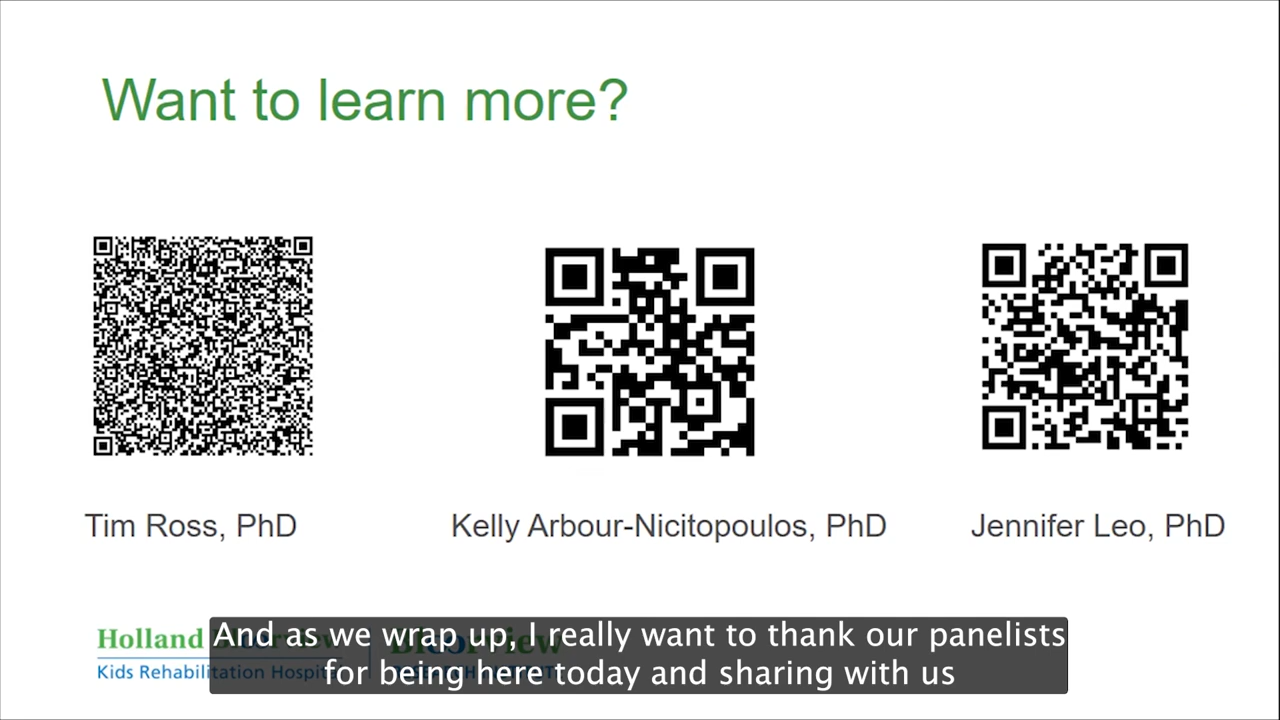 Want to learn more?
Tim Ross, PhD
Kelly Arbour-Nicitopoulos, PhD
Jennifer Leo, PhD
Holland Bloorview
Kids Rehabilitation Hospital
And as we wrap up, I really want to thank our panelists
for being here today and sharing with us